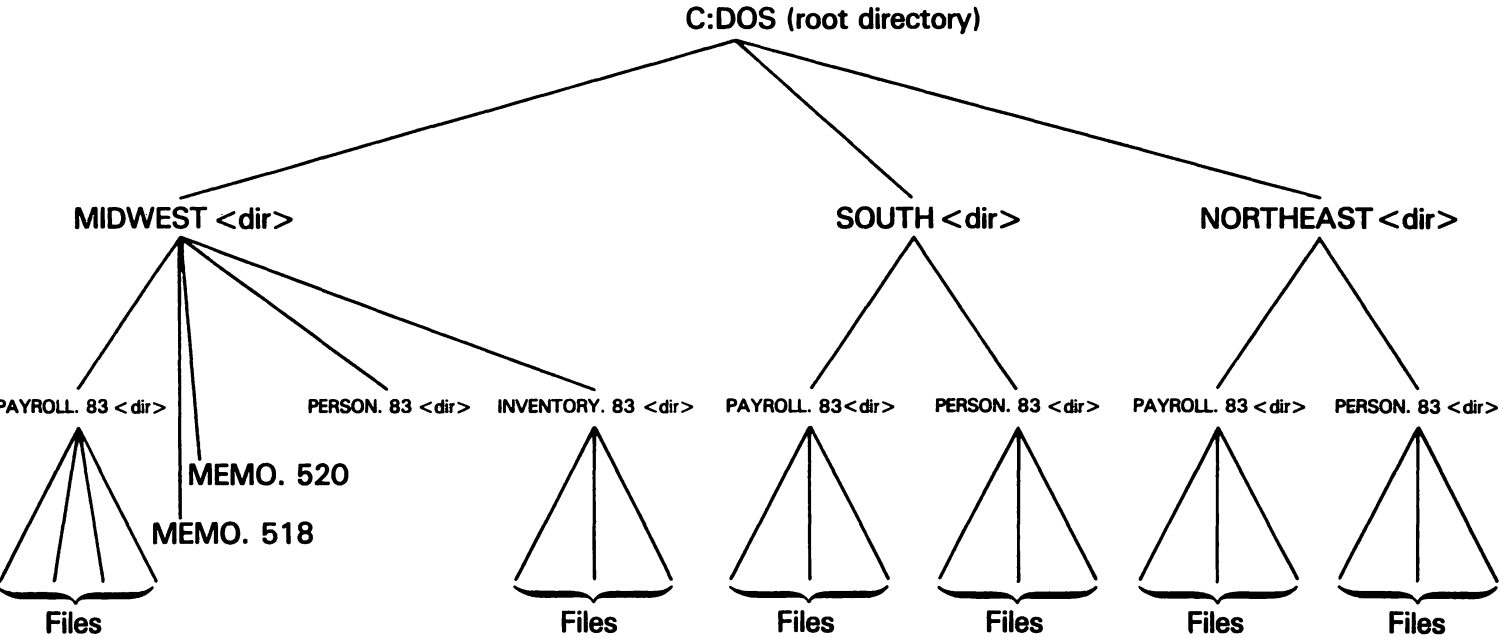 C:DOS (root directory)
MIDWEST <dir>
SOUTH <dir>
NORTHEAST <dir>
PAYROLL. 83 <dir>
PERSON. 83 <dir>
INVENTORY. 83 <dir>
PAYROLL. 83<dir>
PERSON. 83 <dir>
PAYROLL. 83 <dir>
PERSON. 83 <dir>
MEMO. 520
MEMO. 518
Files
Files
Files
Files
Files
Files